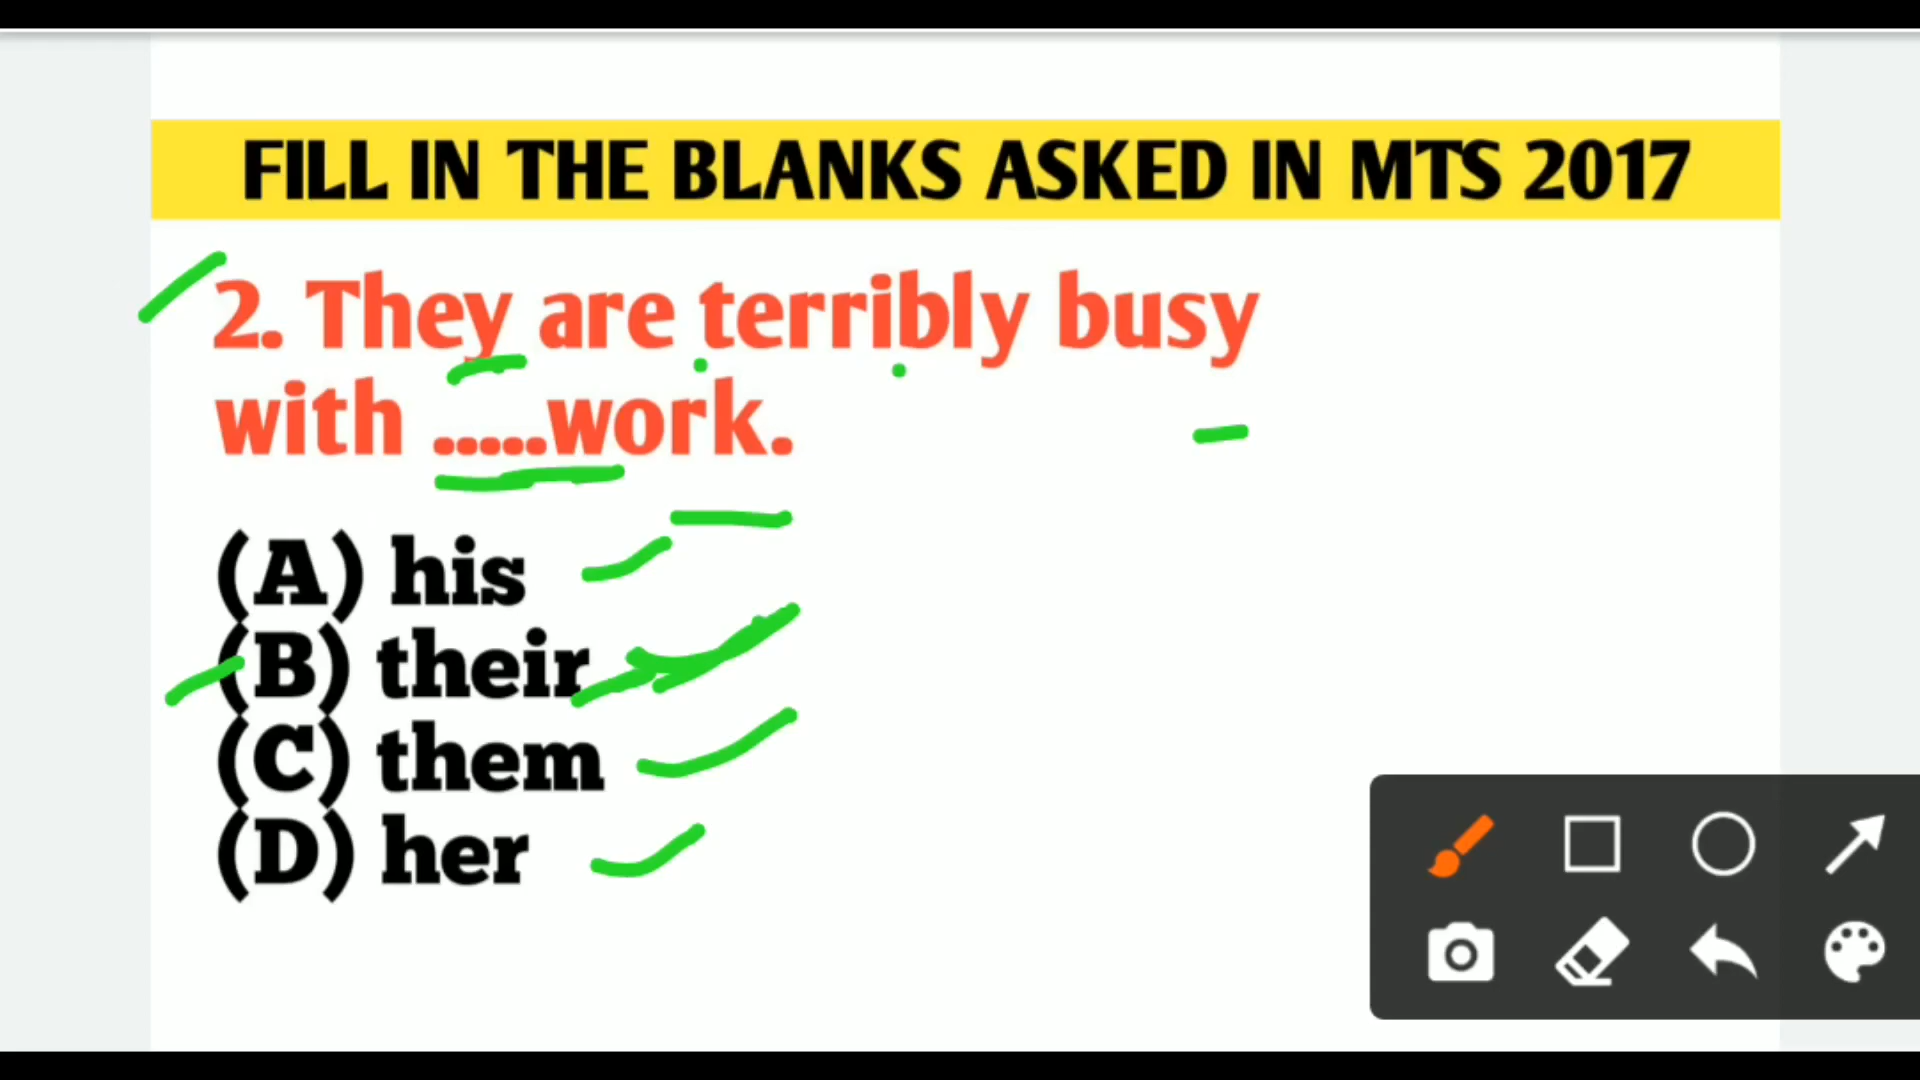 FILL IN THE BLANKS ASKED IN MTS 2017
2. They are terribly busy
with .....work.
(A) his
(B) their
(C) them
(D) her